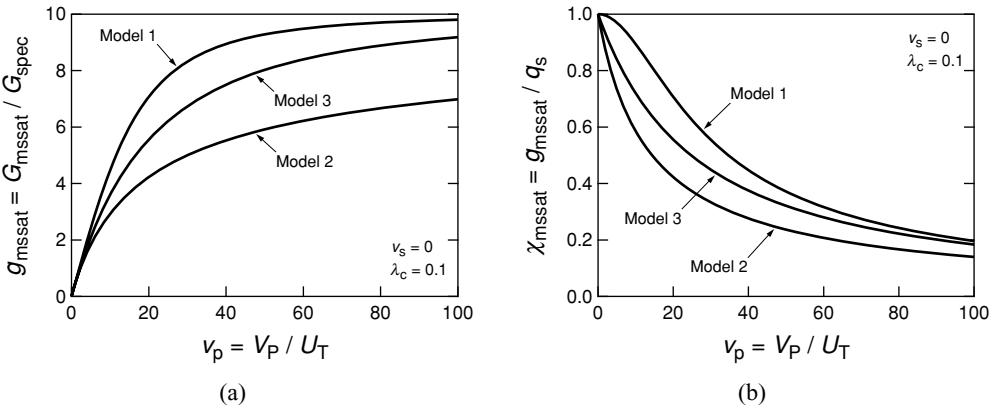 10
8
6
4
2
0
g_mssat = G_mssat / G_spec
Model 1
Model 3
Model 2
v_s = 0
λ_c = 0.1
0 20 40 60 80 100
v_p = V_P / U_T
(a)
1.0
0.8
0.6
0.4
0.2
0.0
χ_mssat = g_mssat / q_s
v_s = 0
λ_c = 0.1
Model 1
Model 3
Model 2
0 20 40 60 80 100
v_p = V_P / U_T
(b)